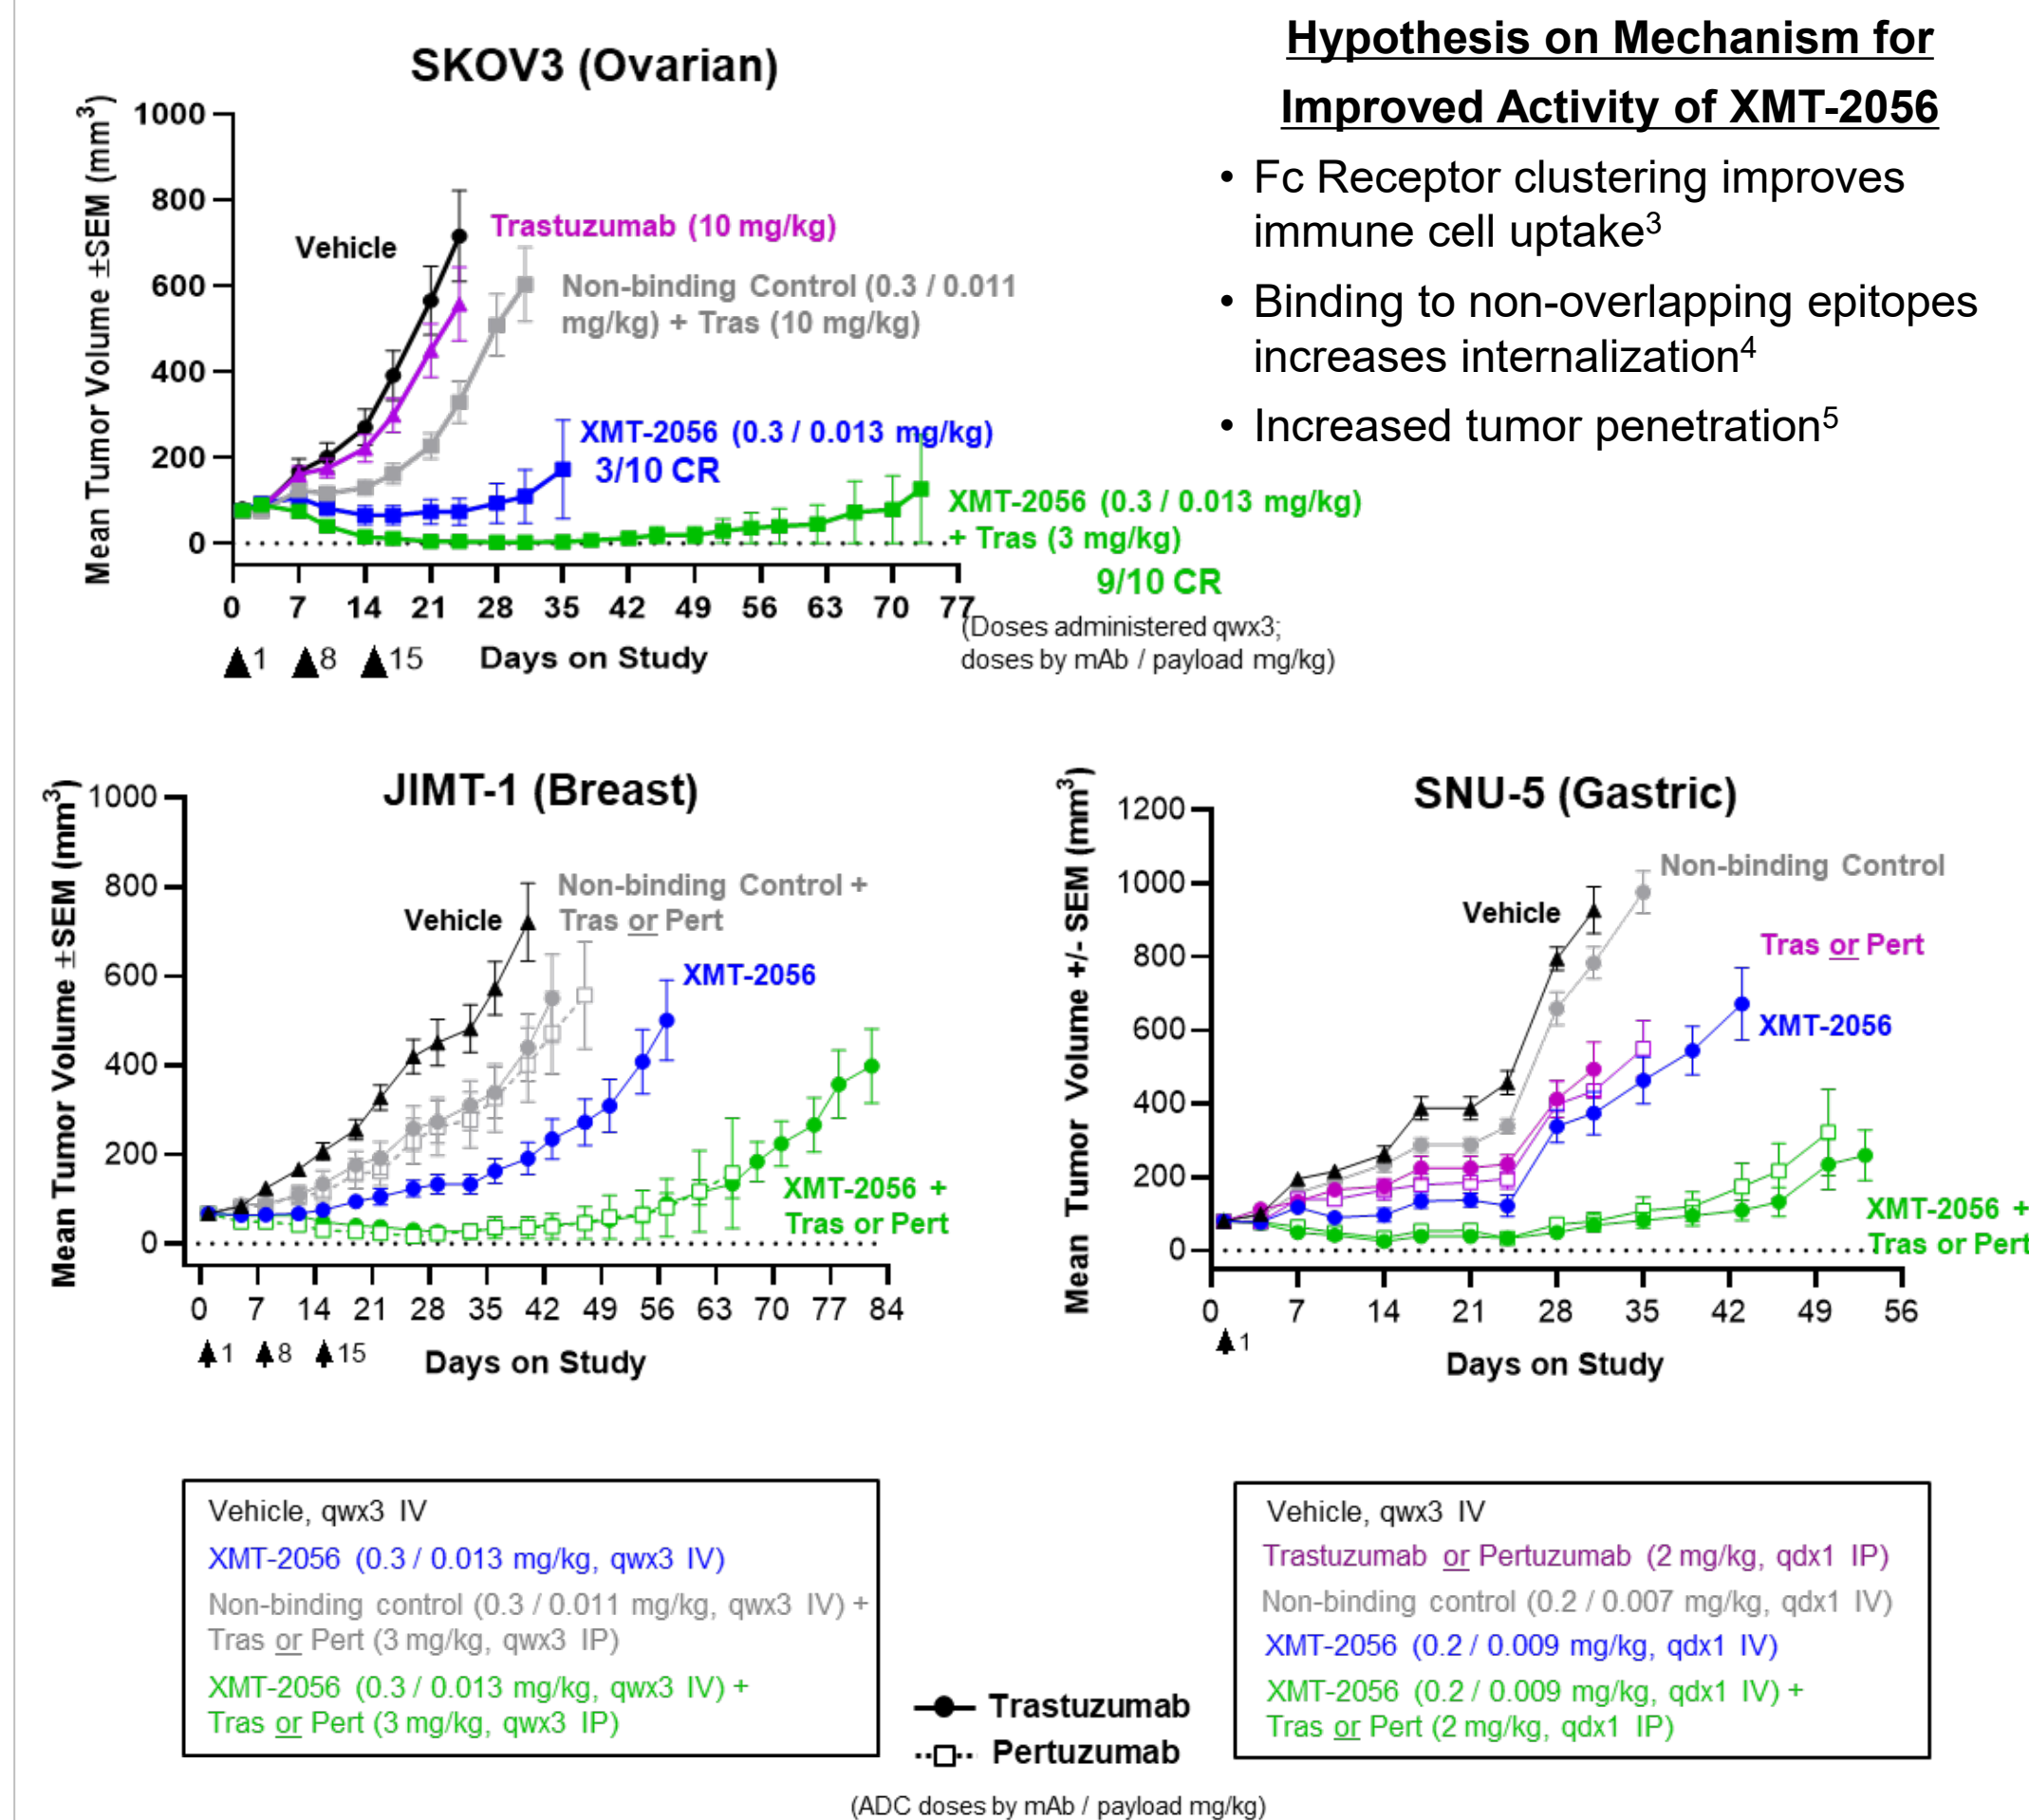 Hypothesis on Mechanism for
Improved Activity of XMT-2056
• Fc Receptor clustering improves
immune cell uptake3
• Binding to non-overlapping epitopes
increases internalization4
• Increased tumor penetration5
SKOV3 (Ovarian)
Mean Tumor Volume ±SEM (mm3)
1000
800
600
400
200
0
Vehicle
Trastuzumab (10 mg/kg)
Non-binding Control (0.3 / 0.011
mg/kg) + Tras (10 mg/kg)
XMT-2056 (0.3 / 0.013 mg/kg)
3/10 CR
XMT-2056 (0.3 / 0.013 mg/kg)
+ Tras (3 mg/kg)
9/10 CR
0 7 14 21 28 35 42 49 56 63 70 77
(Doses administered qwx3;
doses by mAb / payload mg/kg)
▲1 ▲8 ▲15
Days on Study
JIMT-1 (Breast)
Mean Tumor Volume ±SEM (mm3)
1000
800
600
400
200
0
Vehicle
Non-binding Control +
Tras or Pert
XMT-2056
XMT-2056 +
Tras or Pert
0 7 14 21 28 35 42 49 56 63 70 77 84
▲1 ▲8 ▲15
Days on Study
SNU-5 (Gastric)
Mean Tumor Volume +/- SEM (mm3)
1200
1000
800
600
400
200
0
Vehicle
Non-binding Control
Tras or Pert
XMT-2056
XMT-2056 +
Tras or Pert
0 7 14 21 28 35 42 49 56
▲1
Days on Study
Vehicle, qwx3 IV
XMT-2056 (0.3 / 0.013 mg/kg, qwx3 IV)
Non-binding control (0.3 / 0.011 mg/kg, qwx3 IV) +
Tras or Pert (3 mg/kg, qwx3 IP)
XMT-2056 (0.3 / 0.013 mg/kg, qwx3 IV) +
Tras or Pert (3 mg/kg, qwx3 IP)
Trastuzumab
Pertuzumab
Vehicle, qwx3 IV
Trastuzumab or Pertuzumab (2 mg/kg, qdx1 IP)
Non-binding control (0.2 / 0.007 mg/kg, qdx1 IV)
XMT-2056 (0.2 / 0.009 mg/kg, qdx1 IV)
XMT-2056 (0.2 / 0.009 mg/kg, qdx1 IV) +
Tras or Pert (2 mg/kg, qdx1 IP)
(ADC doses by mAb / payload mg/kg)